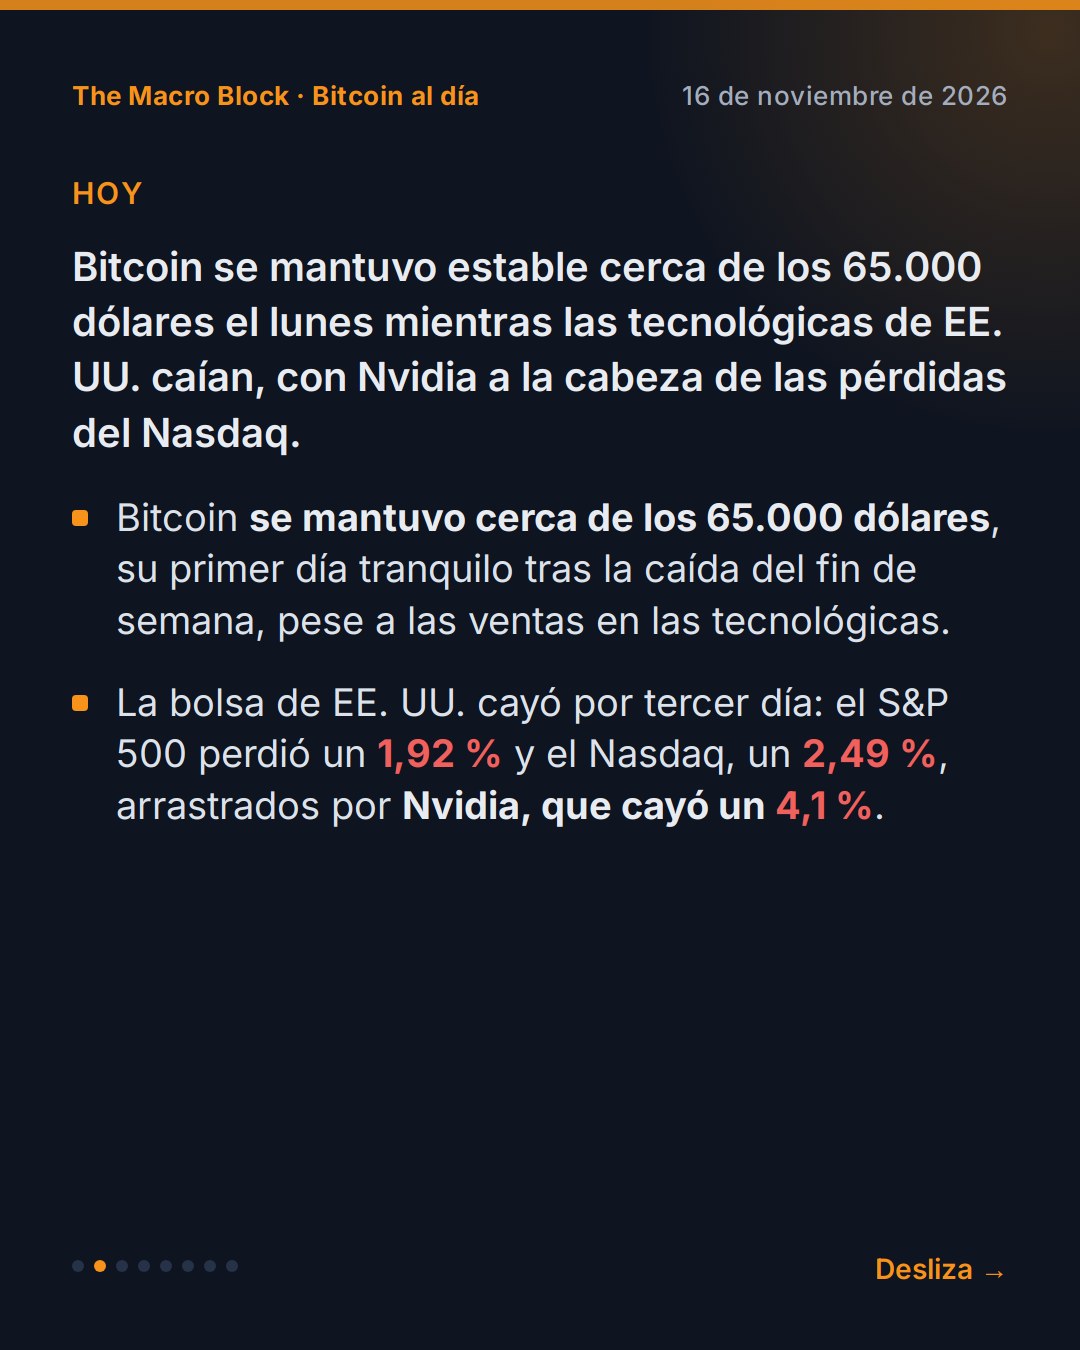 The Macro Block · Bitcoin al día
16 de noviembre de 2026
HOY
Bitcoin se mantuvo estable cerca de los 65.000
dólares el lunes mientras las tecnológicas de EE.
UU. caían, con Nvidia a la cabeza de las pérdidas
del Nasdaq.
Bitcoin se mantuvo cerca de los 65.000 dólares,
su primer día tranquilo tras la caída del fin de
semana, pese a las ventas en las tecnológicas.
La bolsa de EE. UU. cayó por tercer día: el S&P
500 perdió un 1,92 % y el Nasdaq, un 2,49 %,
arrastrados por Nvidia, que cayó un 4,1 %.
Desliza →